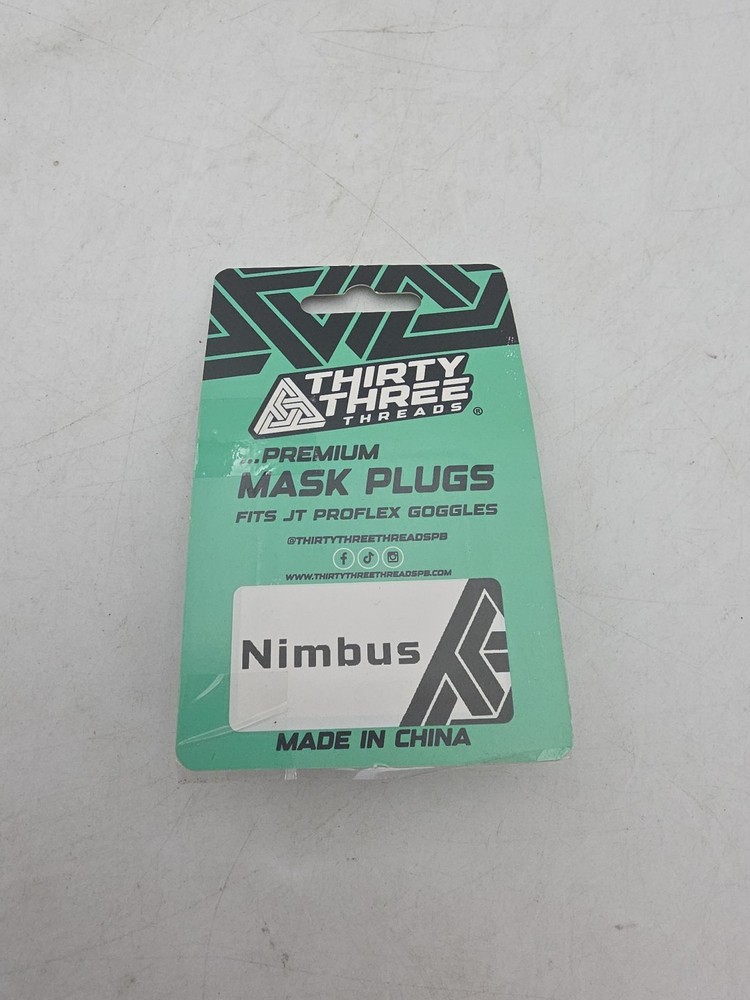 THIRTY
THREE
THREADS®
...PREMIUM
MASK PLUGS
FITS JT PROFLEX GOGGLES
@THIRTYTHREETHREADSPB
WWW.THIRTYTHREETHREADSPB.COM
Nimbus
MADE IN CHINA